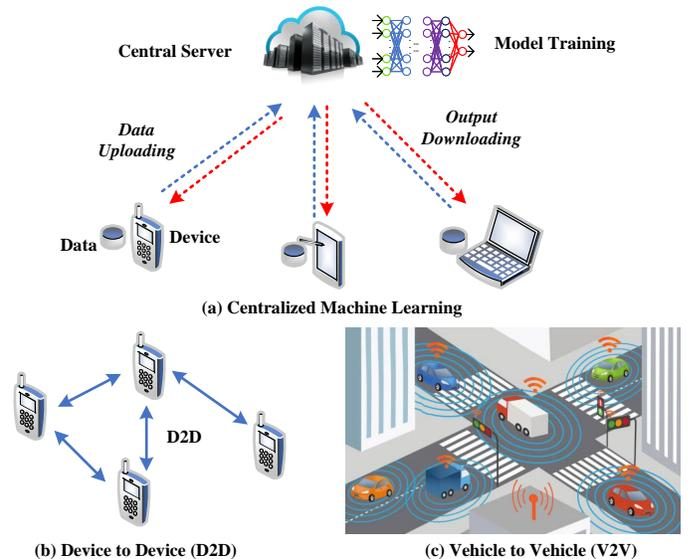 Central Server
Model Training
Data
Uploading
Output
Downloading
Data
Device
(a) Centralized Machine Learning
D2D
(b) Device to Device (D2D)
(c) Vehicle to Vehicle (V2V)